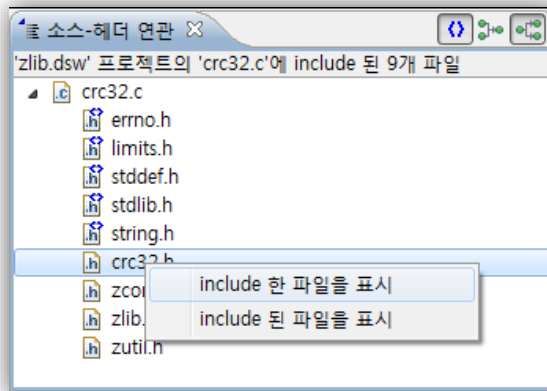 소스-헤더 연관
'zlib.dsw' 프로젝트의 'crc32.c'에 include 된 9개 파일
crc32.c
errno.h
limits.h
stddef.h
stdlib.h
string.h
crc32.h
include 한 파일을 표시
zlib.
include 된 파일을 표시
zutil.h